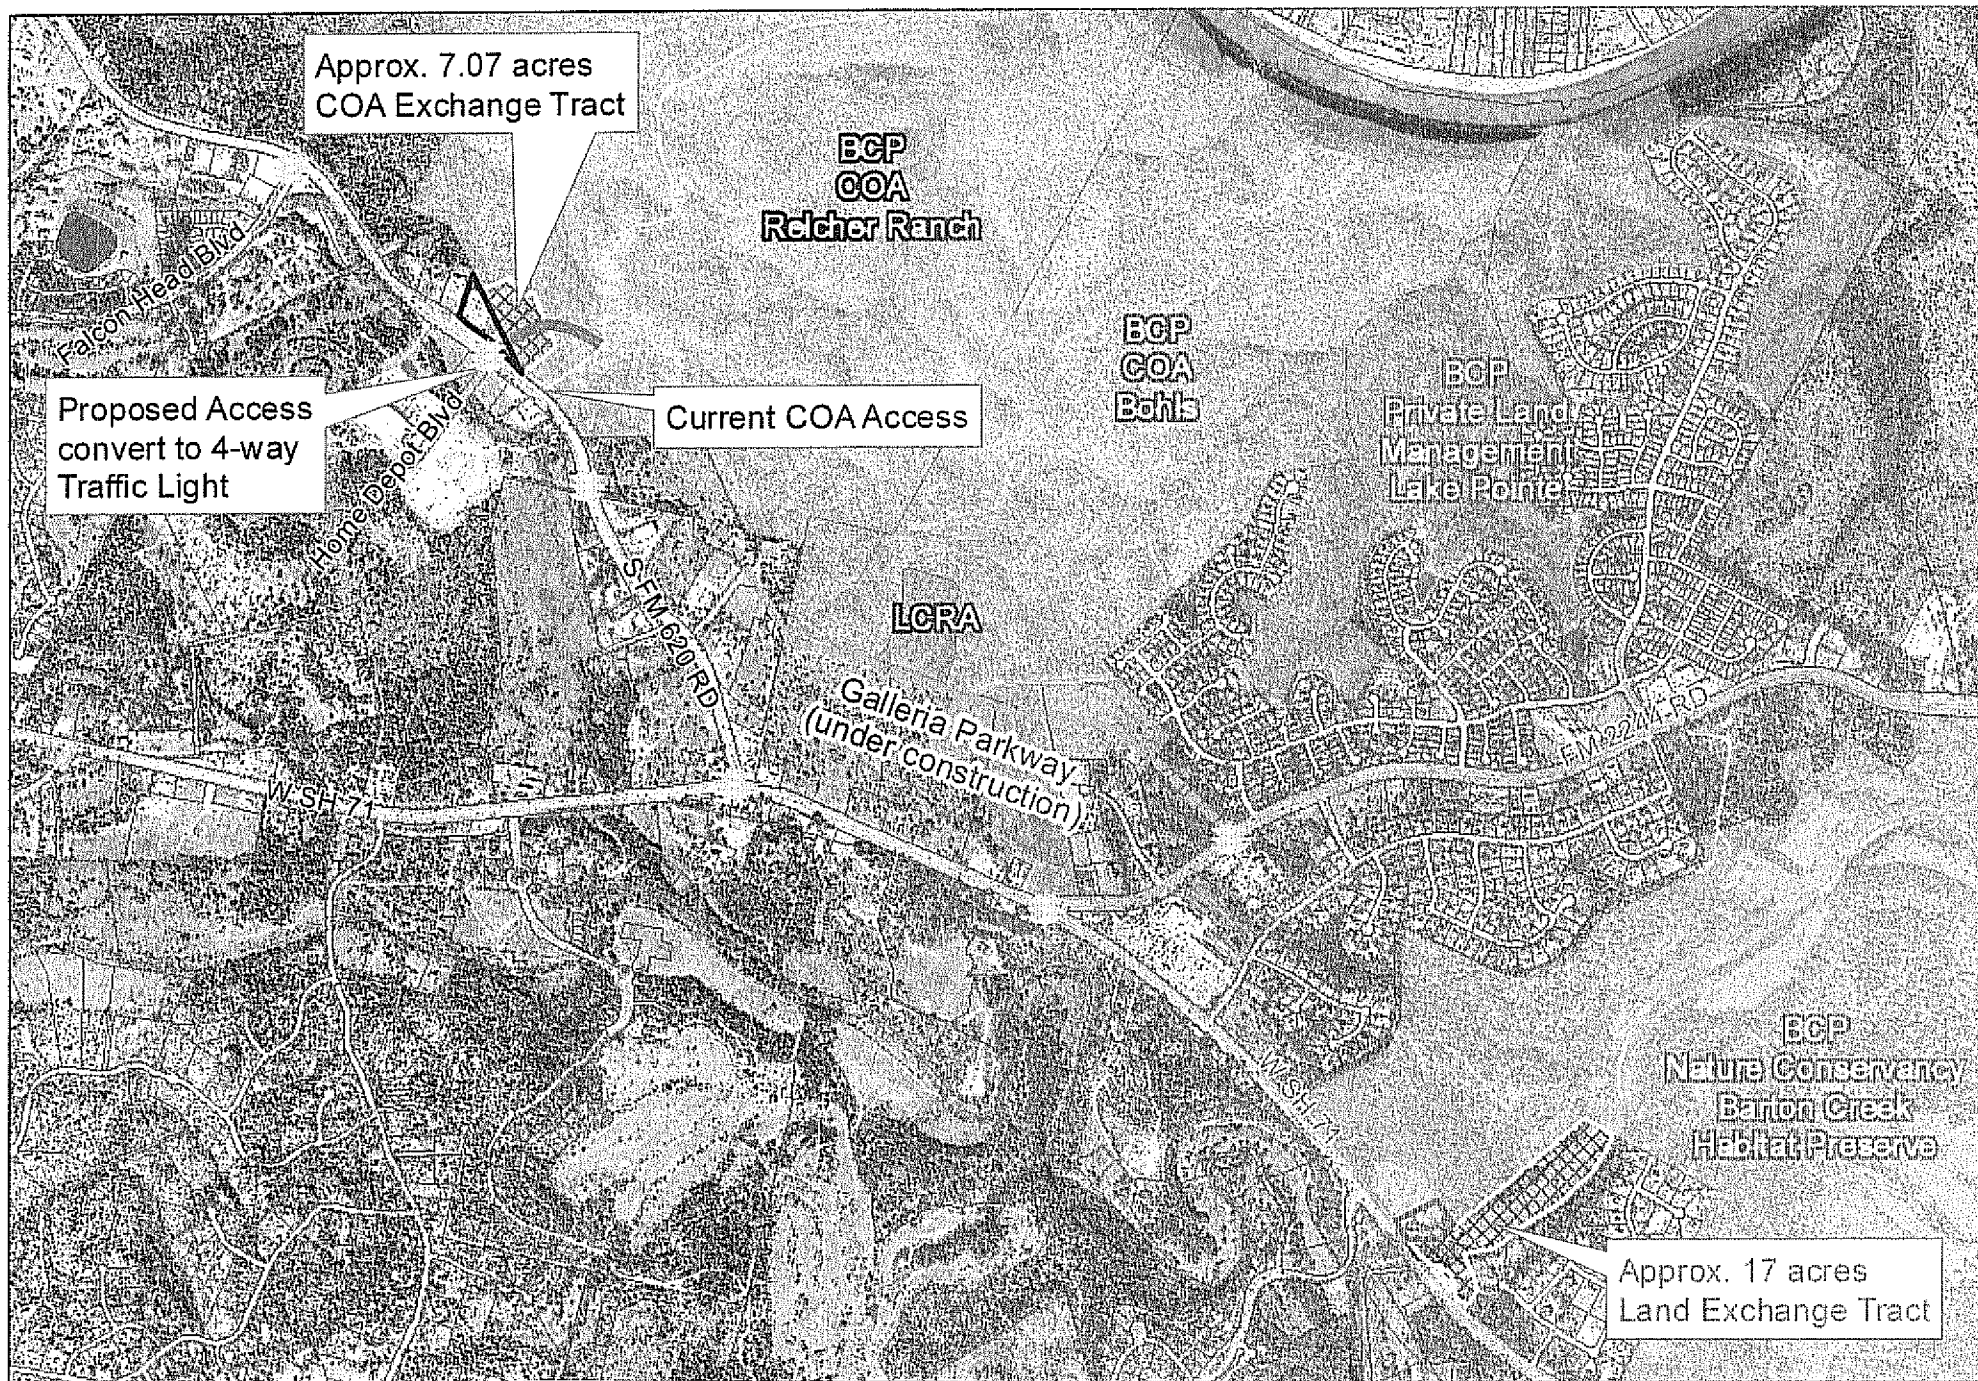 Approx. 7.07 acres
COA Exchange Tract
BCP
COA
Reicher Ranch
Falcon Head Blvd
BCP
COA
Bohls
BCP
Private Land
Management
Lake Pointe
Proposed Access
convert to 4-way
Traffic Light
Current COA Access
Home Depot Blvd
S FM 620 RD
LCRA
Galleria Parkway
(under construction)
FM 2244 RD
W SH 71
W SH 71
BCP
Nature Conservancy
Barton Creek
Habitat Preserve
Approx. 17 acres
Land Exchange Tract